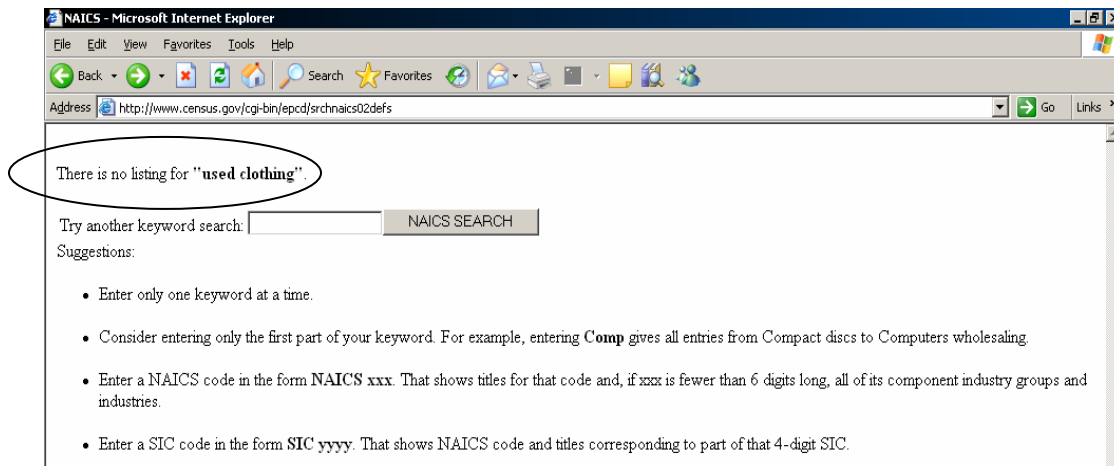 NAICS - Microsoft Internet Explorer
File Edit View Favorites Tools Help
Back Search Favorites
Address http://www.census.gov/cgi-bin/epcd/srchnaics02defs Go Links
There is no listing for "used clothing".
Try another keyword search: NAICS SEARCH
Suggestions:
• Enter only one keyword at a time.
• Consider entering only the first part of your keyword. For example, entering Comp gives all entries from Compact discs to Computers wholesaling.
• Enter a NAICS code in the form NAICS xxx. That shows titles for that code and, if xxx is fewer than 6 digits long, all of its component industry groups and
industries.
• Enter a SIC code in the form SIC yyyy. That shows NAICS code and titles corresponding to part of that 4-digit SIC.